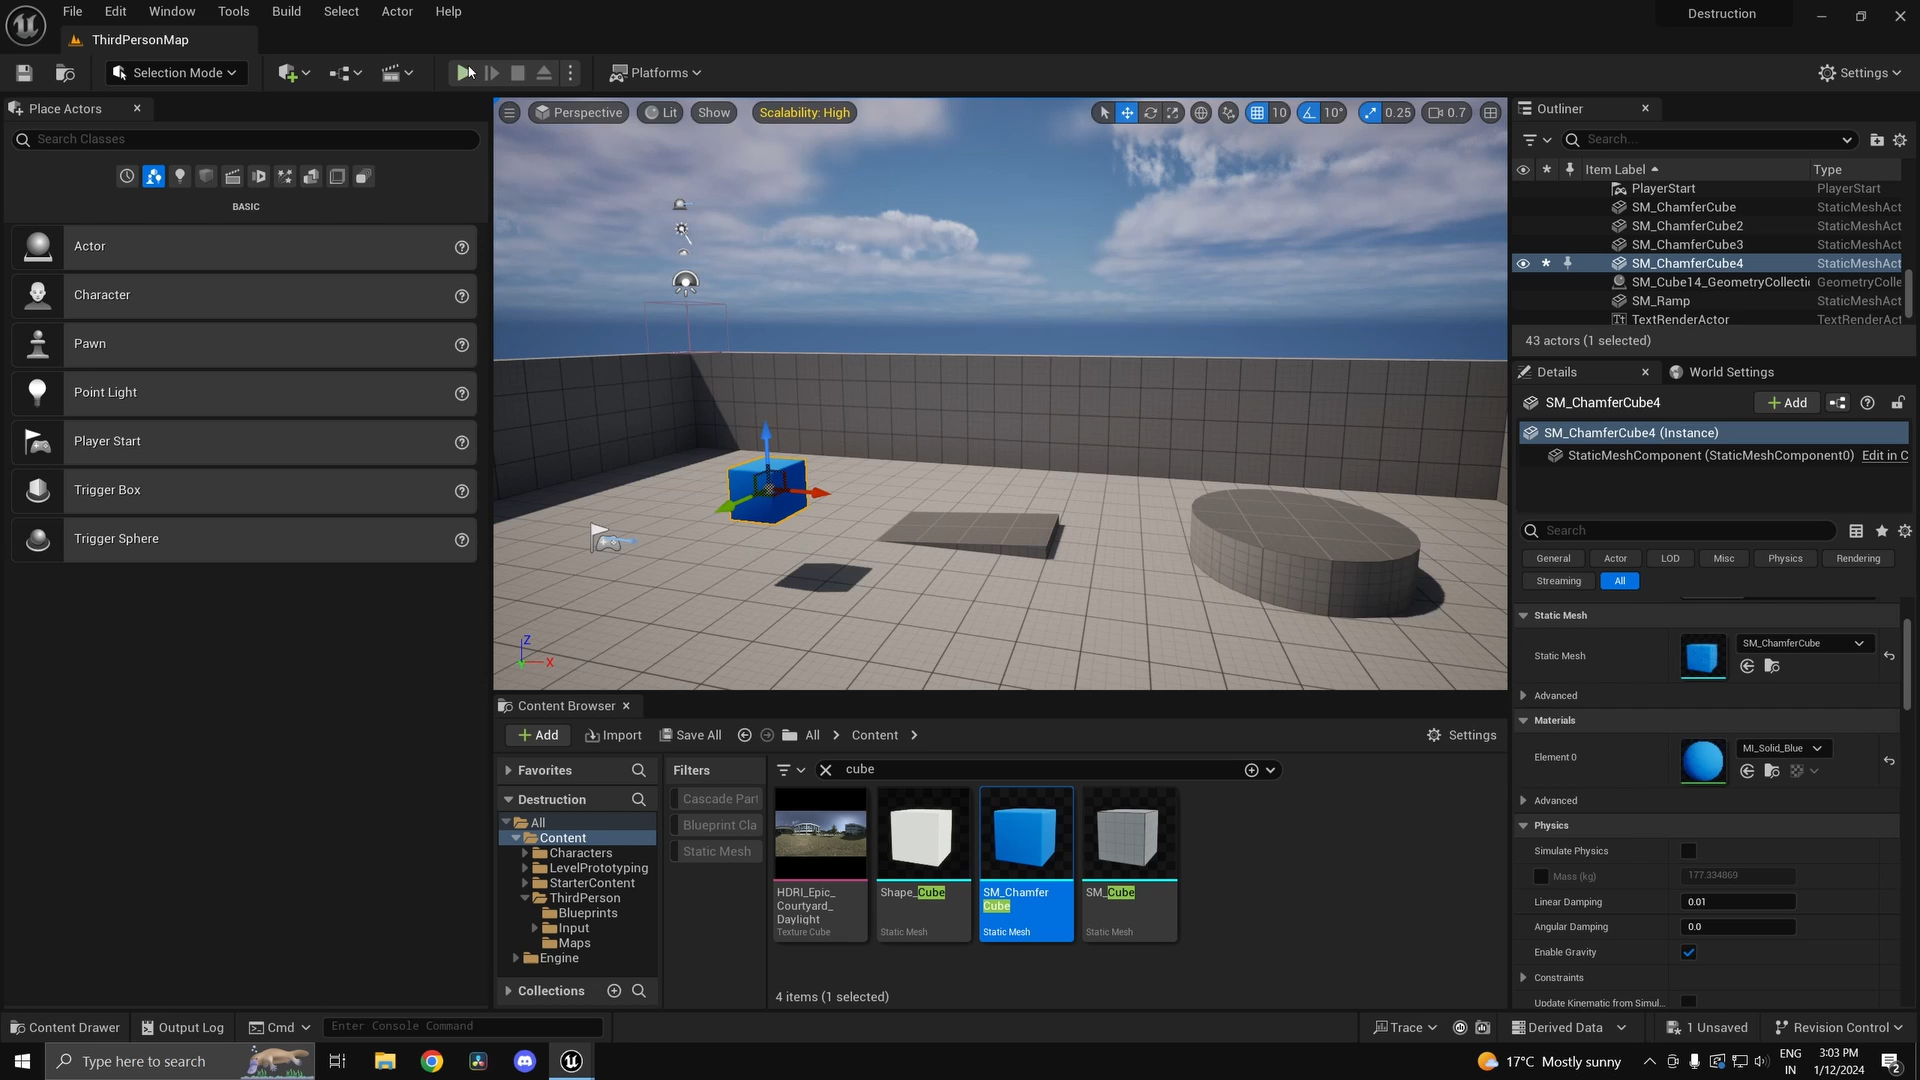 File Edit Window Tools Build Select Actor Help
Destruction
ThirdPersonMap
Selection Mode
Platforms
Settings
Place Actors
Search Classes
BASIC
Actor
Character
Pawn
Point Light
Player Start
Trigger Box
Trigger Sphere
Perspective Lit Show Scalability: High
10 10° 0.25 0.7
Z
X
Outliner
Search...
Item Label Type
PlayerStart PlayerStart
SM_ChamferCube StaticMeshAct
SM_ChamferCube2 StaticMeshAct
SM_ChamferCube3 StaticMeshAct
SM_ChamferCube4 StaticMeshAct
SM_Cube14_GeometryCollecti GeometryColle
SM_Ramp StaticMeshAct
TextRenderActor TextRenderAct
43 actors (1 selected)
Details World Settings
SM_ChamferCube4 Add
SM_ChamferCube4 (Instance)
StaticMeshComponent (StaticMeshComponent0) Edit in C
Search
General Actor LOD Misc Physics Rendering
Streaming All
Static Mesh
Static Mesh SM_ChamferCube
Advanced
Materials
Element 0 MI_Solid_Blue
Advanced
Physics
Simulate Physics
Mass (kg) 177.334869
Linear Damping 0.01
Angular Damping 0.0
Enable Gravity
Constraints
Update Kinematic from Simul...
Content Browser
Add Import Save All All Content Settings
Favorites
Destruction
All
Content
Characters
LevelPrototyping
StarterContent
ThirdPerson
Blueprints
Input
Maps
Engine
Collections
Filters
Cascade Part
Blueprint Cla
Static Mesh
cube
HDRI_Epic_
Courtyard_
Daylight
Texture Cube
Shape_Cube
Static Mesh
SM_Chamfer
Cube
Static Mesh
SM_Cube
Static Mesh
4 items (1 selected)
Content Drawer Output Log Cmd Enter Console Command
Trace Derived Data 1 Unsaved Revision Control
Type here to search
17°C Mostly sunny
ENG
IN
3:03 PM
1/12/2024
2